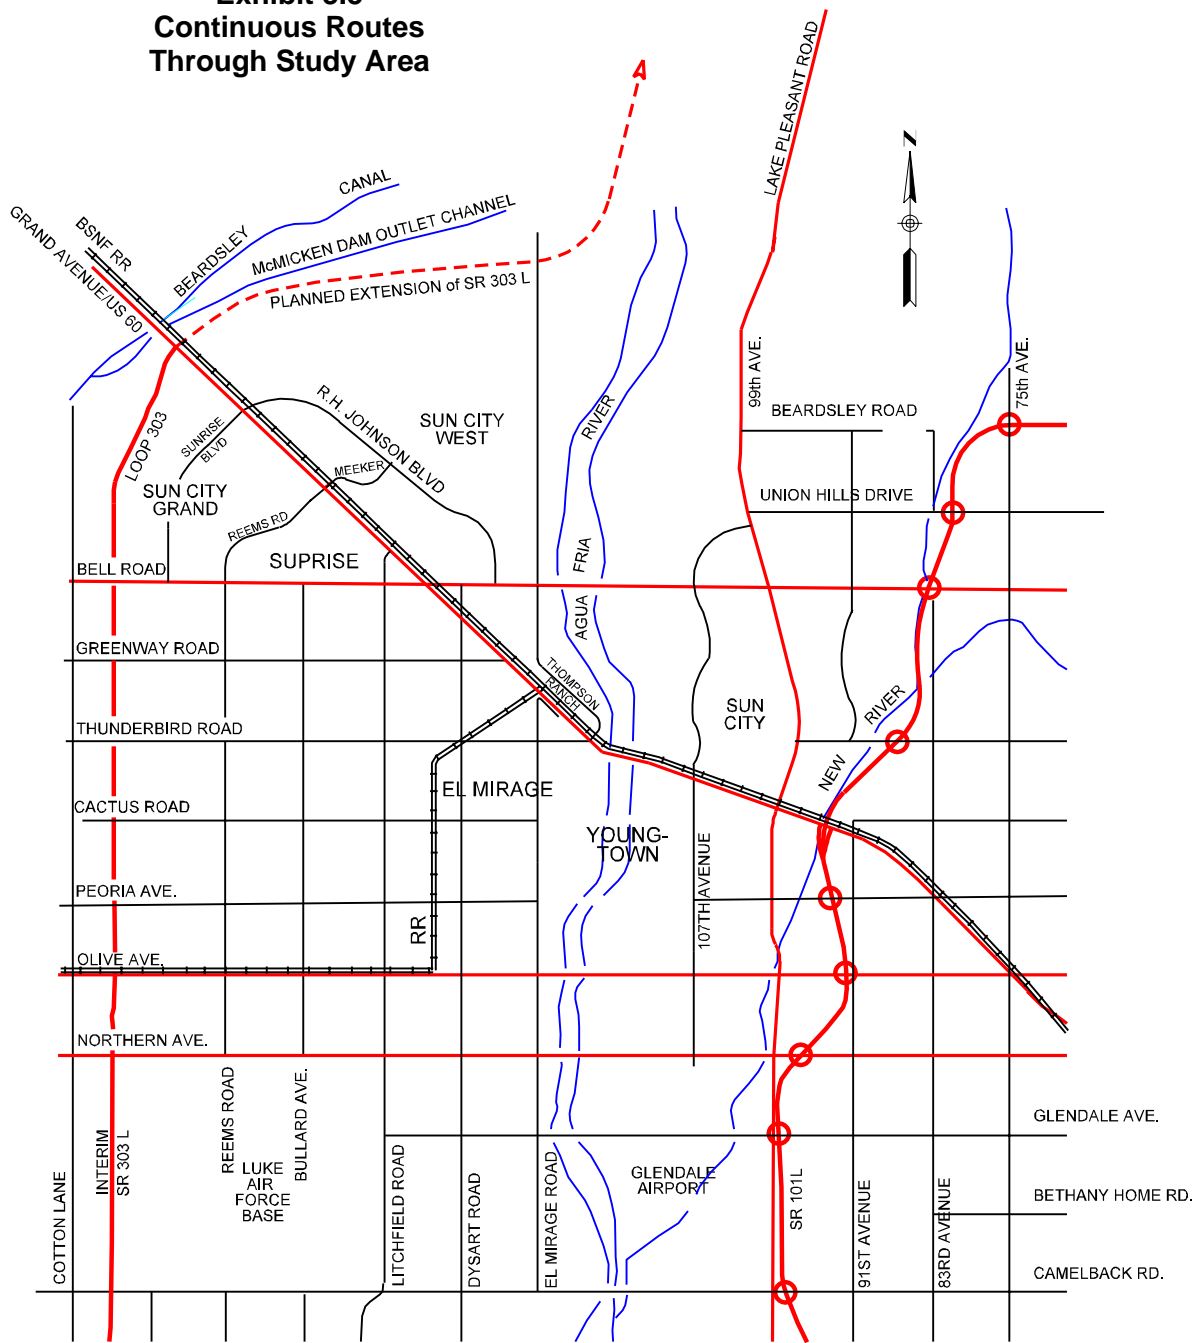 Continuous Routes
Through Study Area
LAKE PLEASANT ROAD
N
CANAL
BEARDSLEY
McMICKEN DAM OUTLET CHANNEL
BSNF RR
GRAND AVENUE/US 60
PLANNED EXTENSION of SR 303 L
99th AVE.
75th AVE.
R.H. JOHNSON BLVD
SUN CITY
WEST
RIVER
BEARDSLEY ROAD
LOOP 303
SUNRISE
BLVD
MEEKER
SUN CITY
GRAND
UNION HILLS DRIVE
REEMS RD
SUPRISE
FRIA
BELL ROAD
AGUA
GREENWAY ROAD
THOMPSON
RANCH
SUN
CITY
RIVER
THUNDERBIRD ROAD
NEW
EL MIRAGE
CACTUS ROAD
YOUNG-
TOWN
PEORIA AVE.
107TH AVENUE
RR
OLIVE AVE.
NORTHERN AVE.
GLENDALE AVE.
REEMS ROAD
BULLARD AVE.
INTERIM
SR 303 L
LUKE
AIR
FORCE
BASE
GLENDALE
AIRPORT
BETHANY HOME RD.
COTTON LANE
LITCHFIELD ROAD
DYSART ROAD
EL MIRAGE ROAD
SR 101L
91ST AVENUE
83RD AVENUE
CAMELBACK RD.